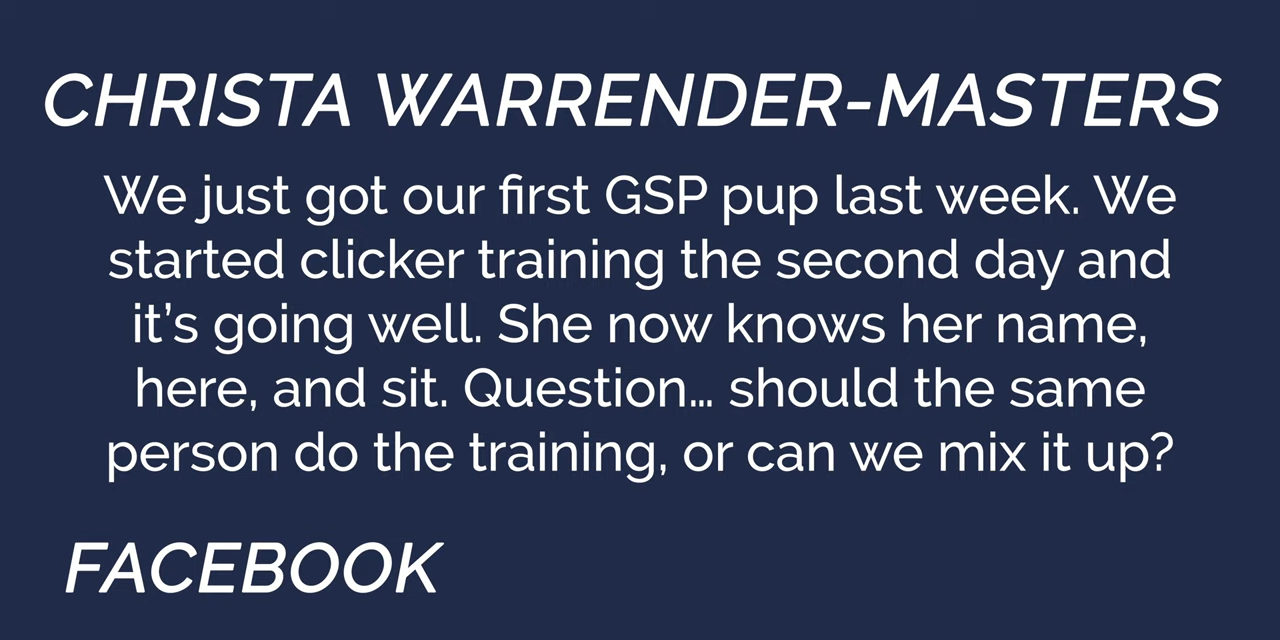 CHRISTA WARRENDER-MASTERS
We just got our first GSP pup last week. We
started clicker training the second day and
it’s going well. She now knows her name,
here, and sit. Question... should the same
person do the training, or can we mix it up?
FACEBOOK